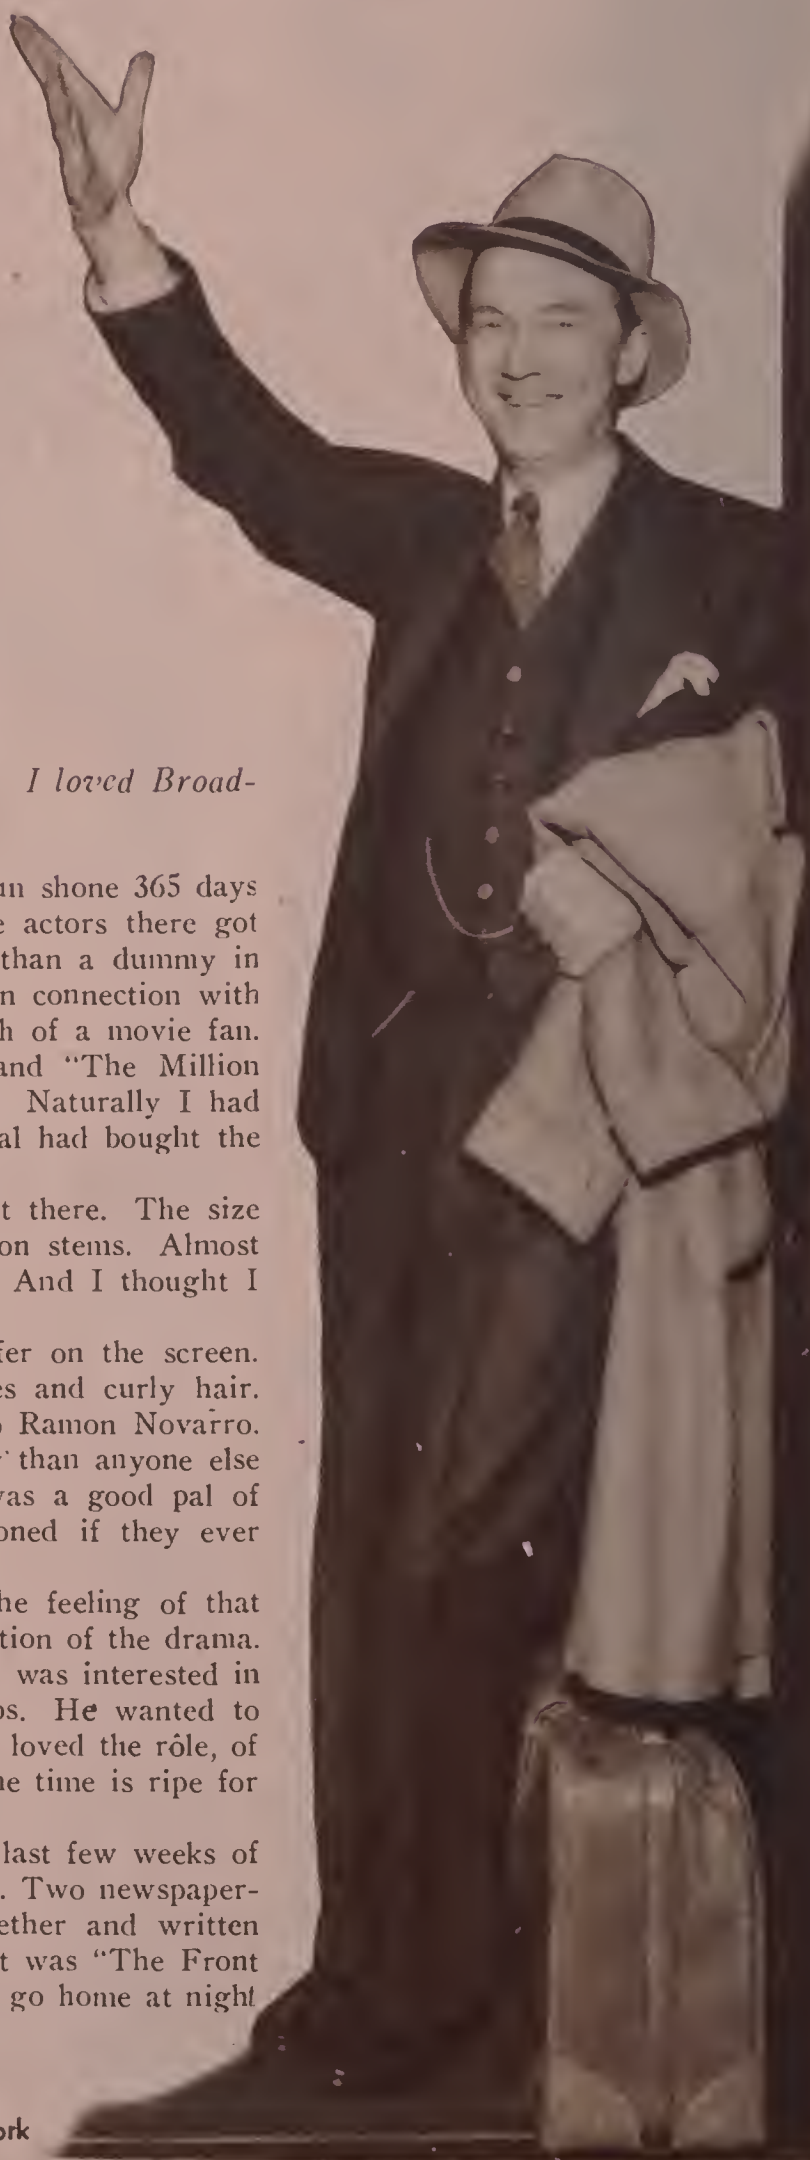 I loved Broad-
un shone 365 days
e actors there got
than a dummy in
n connection with
h of a movie fan.
and "The Million
Naturally I had
al had bought the
t there. The size
on stems. Almost
And I thought I
fer on the screen.
es and curly hair.
o Ramon Novarro.
than anyone else
was a good pal of
oned if they ever
he feeling of that
tion of the drama.
was interested in
os. He wanted to
loved the rôle, of
ne time is ripe for
last few weeks of
. Two newspaper-
ether and written
t was "The Front
go home at night
ork